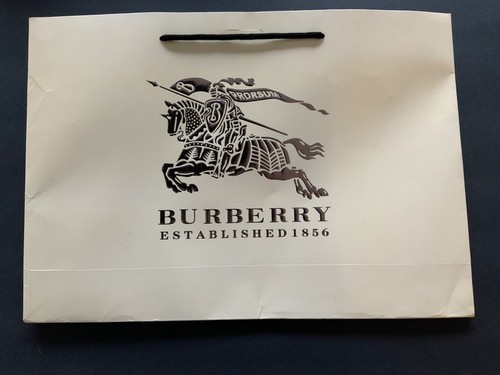 PRORSUM
B
BURBERRY
ESTABLISHED 1856